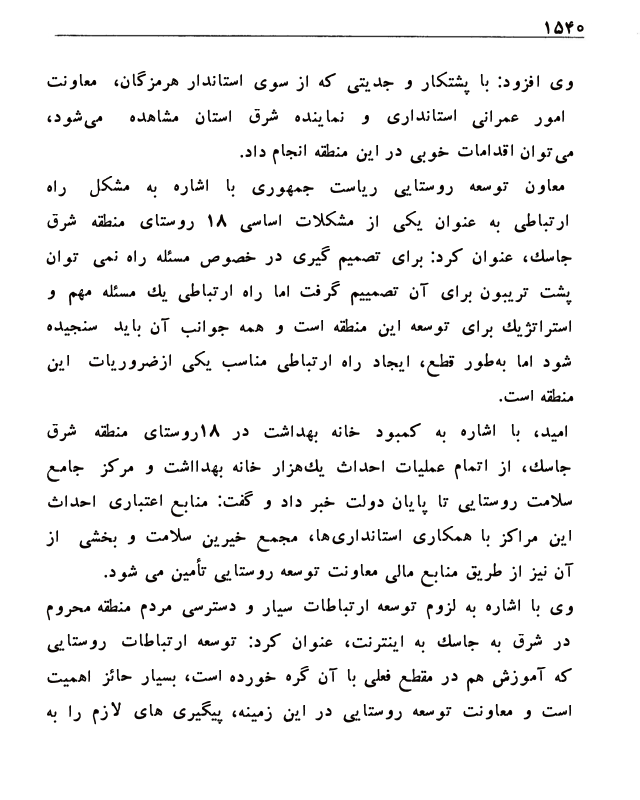 ۱۵۴۰
وی افزود: با پشتکار و جدیتی که از سوی استاندار هرمزگان، معاونت
امور عمرانی استانداری و نماینده شرق استان مشاهده می‌شود،
می‌توان اقدامات خوبی در این منطقه انجام داد.
معاون توسعه روستایی ریاست جمهوری با اشاره به مشکل راه
ارتباطی به عنوان یکی از مشکلات اساسی ۱۸ روستای منطقه شرق
جاسك، عنوان کرد: برای تصمیم گیری در خصوص مسئله راه نمی توان
پشت تریبون برای آن تصمییم گرفت اما راه ارتباطی یك مسئله مهم و
استراتژیك برای توسعه این منطقه است و همه جوانب آن باید سنجیده
شود اما به‌طور قطع، ایجاد راه ارتباطی مناسب یکی ازضروریات این
منطقه است.
امید، با اشاره به کمبود خانه بهداشت در ۱۸روستای منطقه شرق
جاسك، از اتمام عملیات احداث یك‌هزار خانه بهدااشت و مرکز جامع
سلامت روستایی تا پایان دولت خبر داد و گفت: منابع اعتباری احداث
این مراکز با همکاری استانداری‌ها، مجمع خیرین سلامت و بخشی از
آن نیز از طریق منابع مالی معاونت توسعه روستایی تأمین می شود.
وی با اشاره به لزوم توسعه ارتباطات سیار و دسترسی مردم منطقه محروم
در شرق به جاسك به اینترنت، عنوان کرد: توسعه ارتباطات روستایی
که آموزش هم در مقطع فعلی با آن گره خورده است، بسیار حائز اهمیت
است و معاونت توسعه روستایی در این زمینه، پیگیری های لازم را به